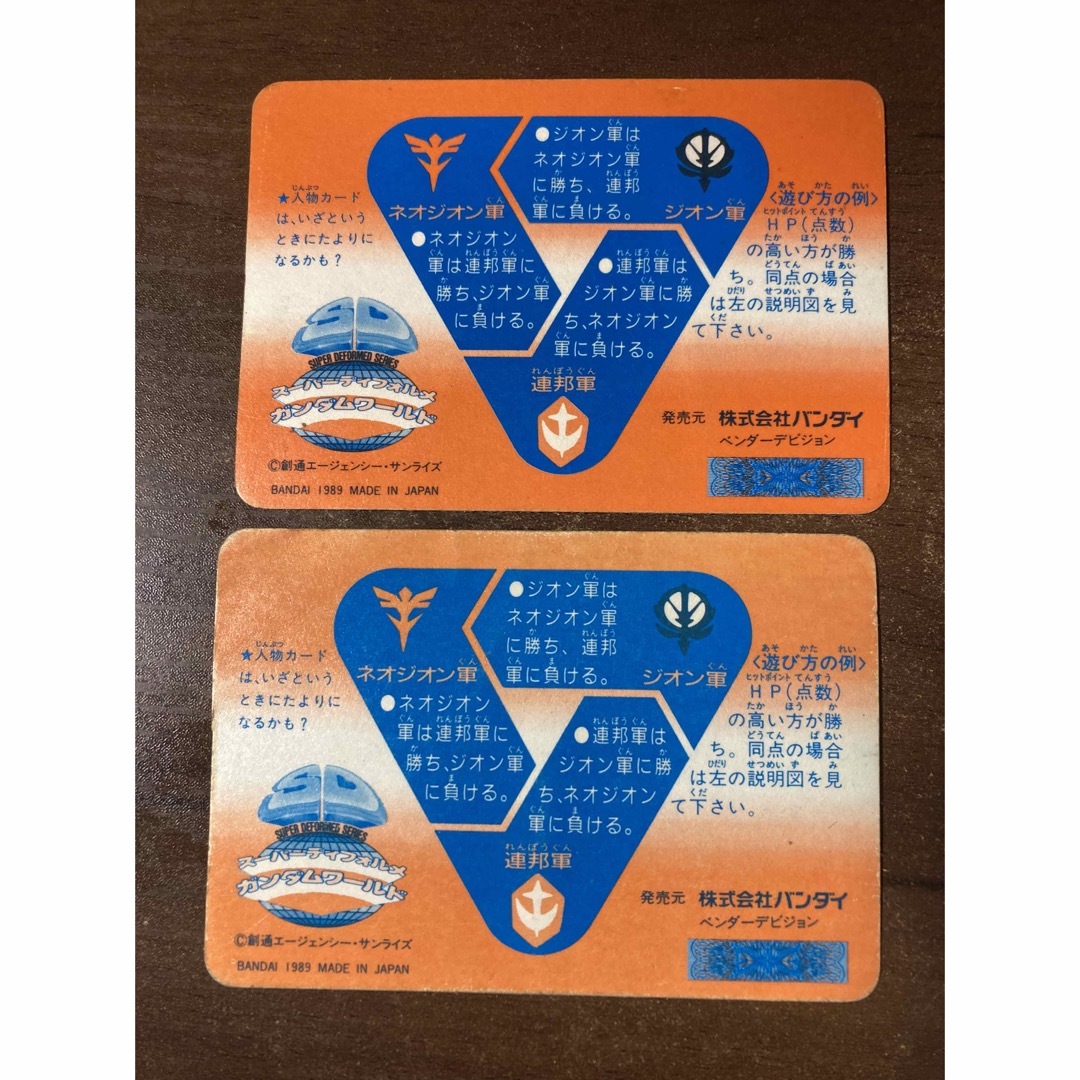 ★人物カード
は、いざという
ときにたよりに
なるかも？
SD
SUPER DEFORMED SERIES
スーパーディフォルメ
ガンダムワールド
©創通エージェンシー・サンライズ
BANDAI 1989 MADE IN JAPAN
ネオジオン軍
●ネオジオン
軍は連邦軍に
勝ち、ジオン軍
に負ける。
●ジオン軍は
ネオジオン軍
に勝ち、連邦
軍に負ける。
ジオン軍
●連邦軍は
ジオン軍に勝
ち、ネオジオン
軍に負ける。
連邦軍
〈遊び方の例〉
HP(点数)
の高い方が勝
ち。同点の場合
は左の説明図を見
て下さい。
発売元 株式会社バンダイ
ベンダーデビジョン
★人物カード
は、いざという
ときにたよりに
なるかも？
SD
SUPER DEFORMED SERIES
スーパーディフォルメ
ガンダムワールド
©創通エージェンシー・サンライズ
BANDAI 1989 MADE IN JAPAN
ネオジオン軍
●ネオジオン
軍は連邦軍に
勝ち、ジオン軍
に負ける。
●ジオン軍は
ネオジオン軍
に勝ち、連邦
軍に負ける。
ジオン軍
●連邦軍は
ジオン軍に勝
ち、ネオジオン
軍に負ける。
連邦軍
〈遊び方の例〉
HP(点数)
の高い方が勝
ち。同点の場合
は左の説明図を見
て下さい。
発売元 株式会社バンダイ
ベンダーデビジョン